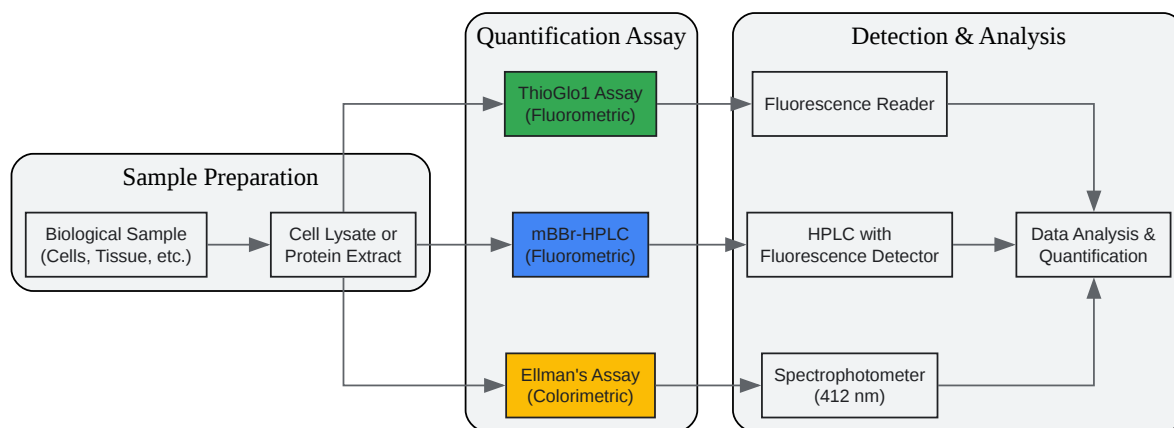 Sample Preparation
Biological Sample
(Cells, Tissue, etc.)
Cell Lysate or
Protein Extract
Quantification Assay
ThioGlo1 Assay
(Fluorometric)
mBBr-HPLC
(Fluorometric)
Ellman's Assay
(Colorimetric)
Detection & Analysis
Fluorescence Reader
HPLC with
Fluorescence Detector
Spectrophotometer
(412 nm)
Data Analysis &
Quantification